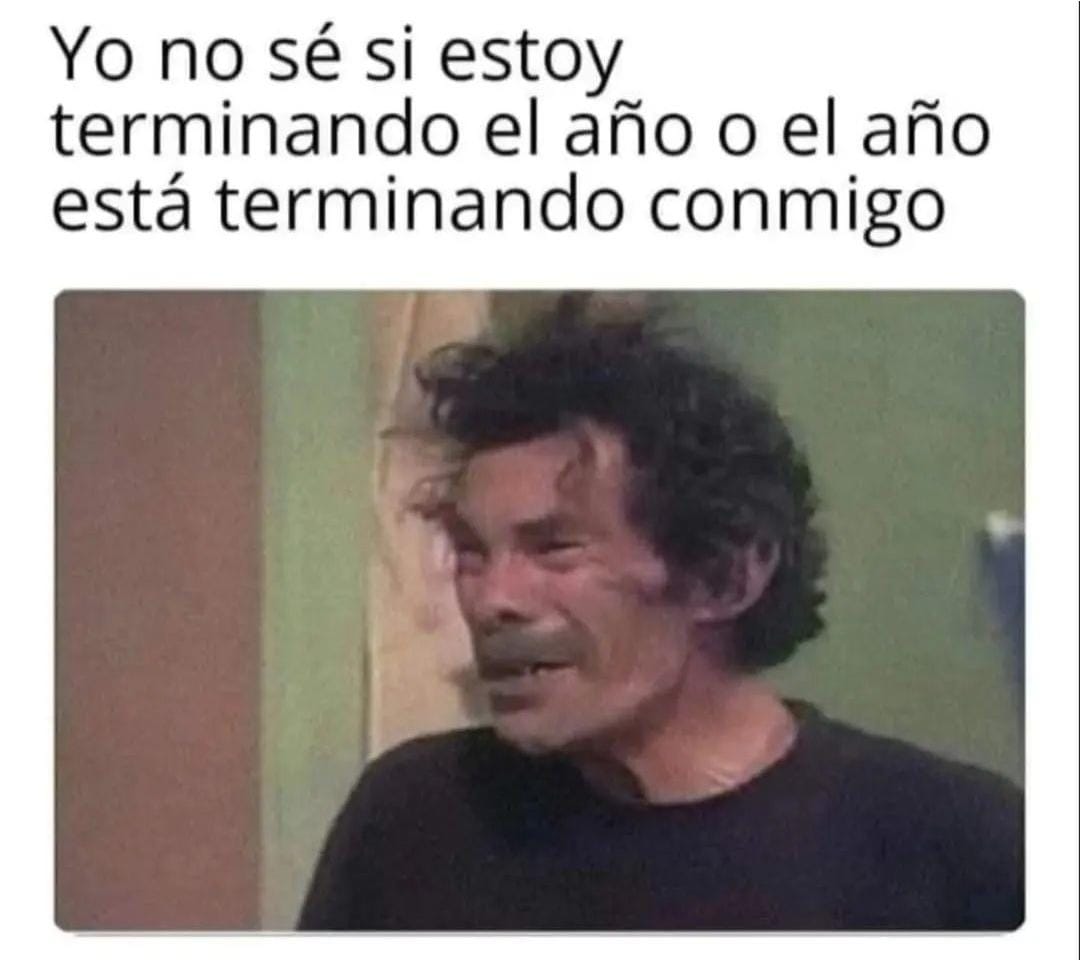 Yo no sé si estoy
terminando el año o el año
está terminando conmigo